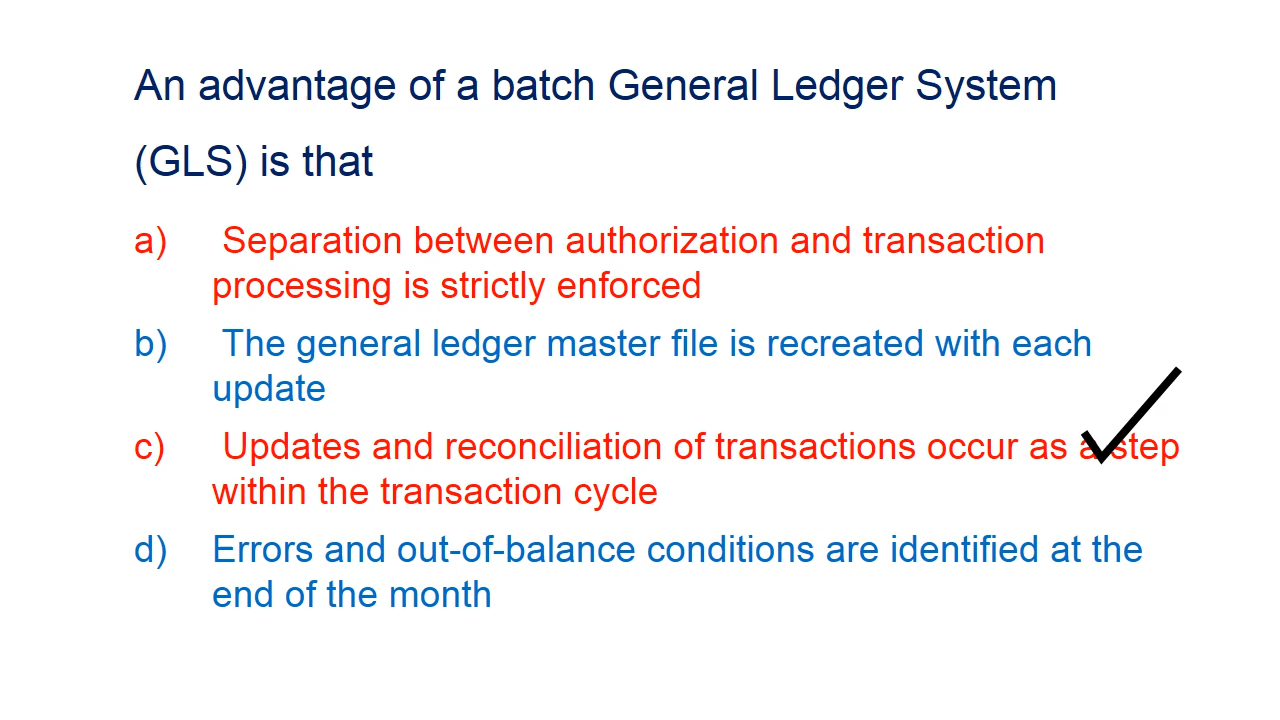 An advantage of a batch General Ledger System
(GLS) is that
a) Separation between authorization and transaction
processing is strictly enforced
b) The general ledger master file is recreated with each
update
c) Updates and reconciliation of transactions occur as a step
within the transaction cycle
d) Errors and out-of-balance conditions are identified at the
end of the month